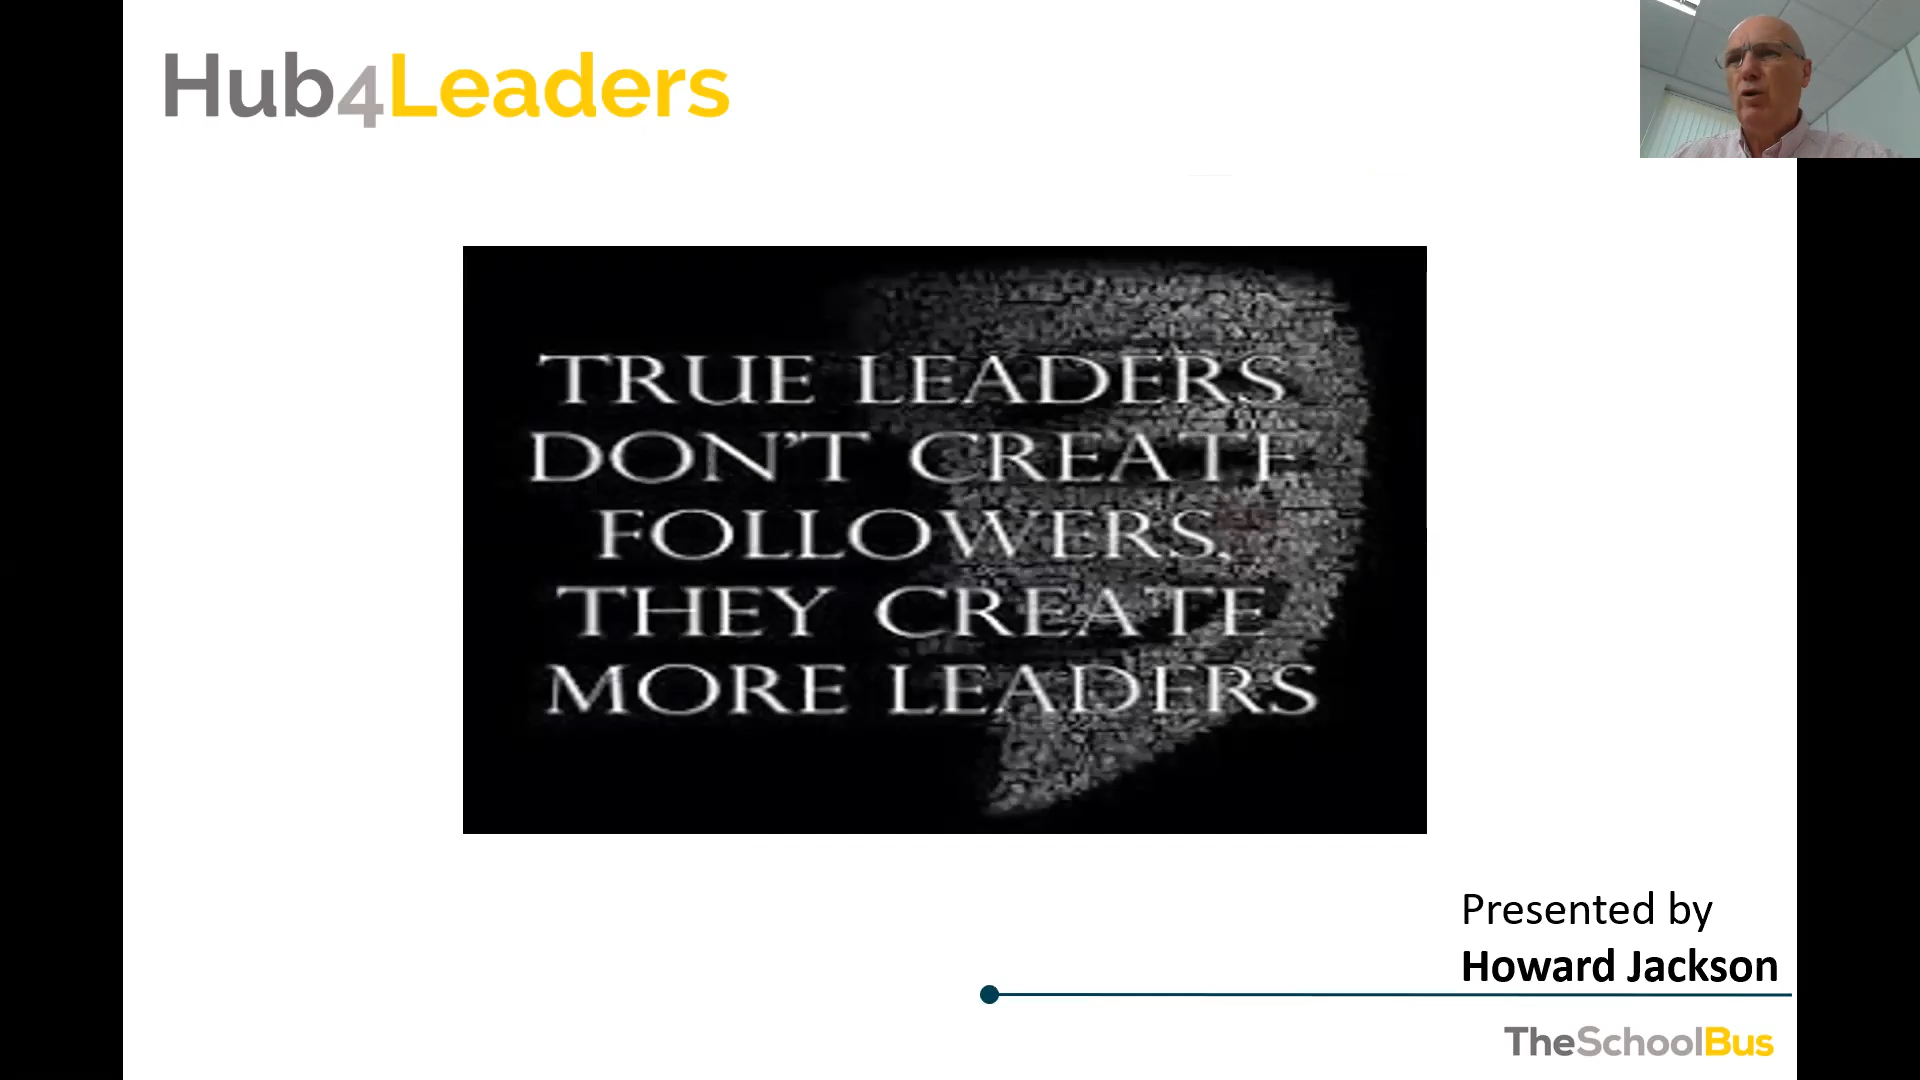 Hub4Leaders
TRUE LEADERS
DON'T CREATE
FOLLOWERS,
THEY CREATE
MORE LEADERS
Presented by
Howard Jackson
TheSchoolBus